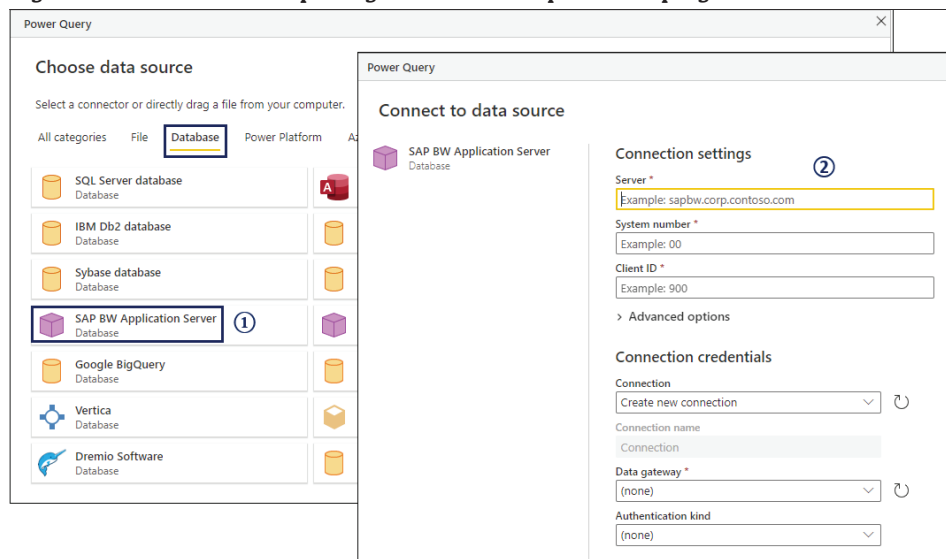 Power Query
Choose data source
Select a connector or directly drag a file from your computer.
All categories File Database Power Platform
SQL Server database
Database
A
IBM Db2 database
Database
Sybase database
Database
SAP BW Application Server
Database
①
Google BigQuery
Database
Vertica
Database
Dremio Software
Database
Power Query
Connect to data source
SAP BW Application Server
Database
Connection settings
②
Server *
Example: sapbw.corp.contoso.com
System number *
Example: 00
Client ID *
Example: 900
> Advanced options
Connection credentials
Connection
Create new connection
Connection name
Connection
Data gateway *
(none)
Authentication kind
(none)